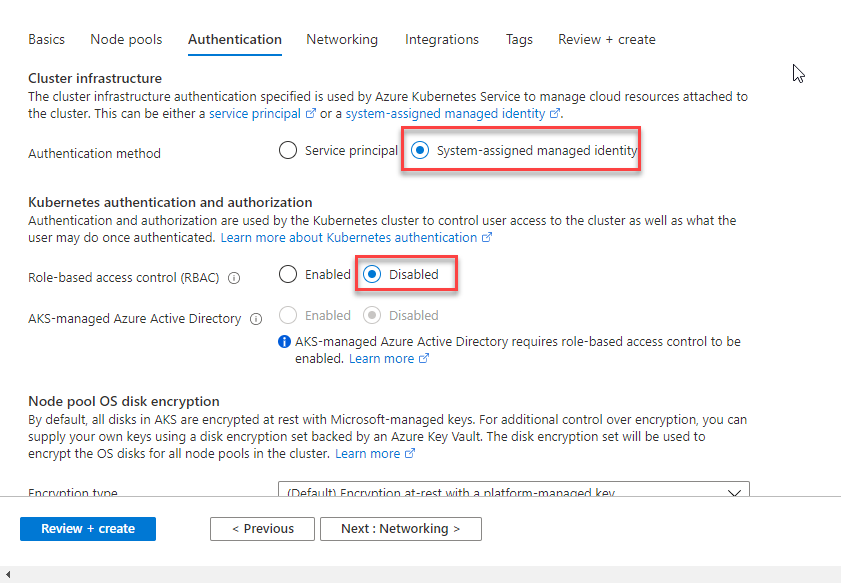 Basics Node pools Authentication Networking Integrations Tags Review + create
Cluster infrastructure
The cluster infrastructure authentication specified is used by Azure Kubernetes Service to manage cloud resources attached to
the cluster. This can be either a service principal or a system-assigned managed identity.
Authentication method Service principal System-assigned managed identity
Kubernetes authentication and authorization
Authentication and authorization are used by the Kubernetes cluster to control user access to the cluster as well as what the
user may do once authenticated. Learn more about Kubernetes authentication
Role-based access control (RBAC) Enabled Disabled
AKS-managed Azure Active Directory Enabled Disabled
AKS-managed Azure Active Directory requires role-based access control to be
enabled. Learn more
Node pool OS disk encryption
By default, all disks in AKS are encrypted at rest with Microsoft-managed keys. For additional control over encryption, you can
supply your own keys using a disk encryption set backed by an Azure Key Vault. The disk encryption set will be used to
encrypt the OS disks for all node pools in the cluster. Learn more
Encryption type (Default) Encryption at-rest with a platform-managed key
Review + create < Previous Next : Networking >